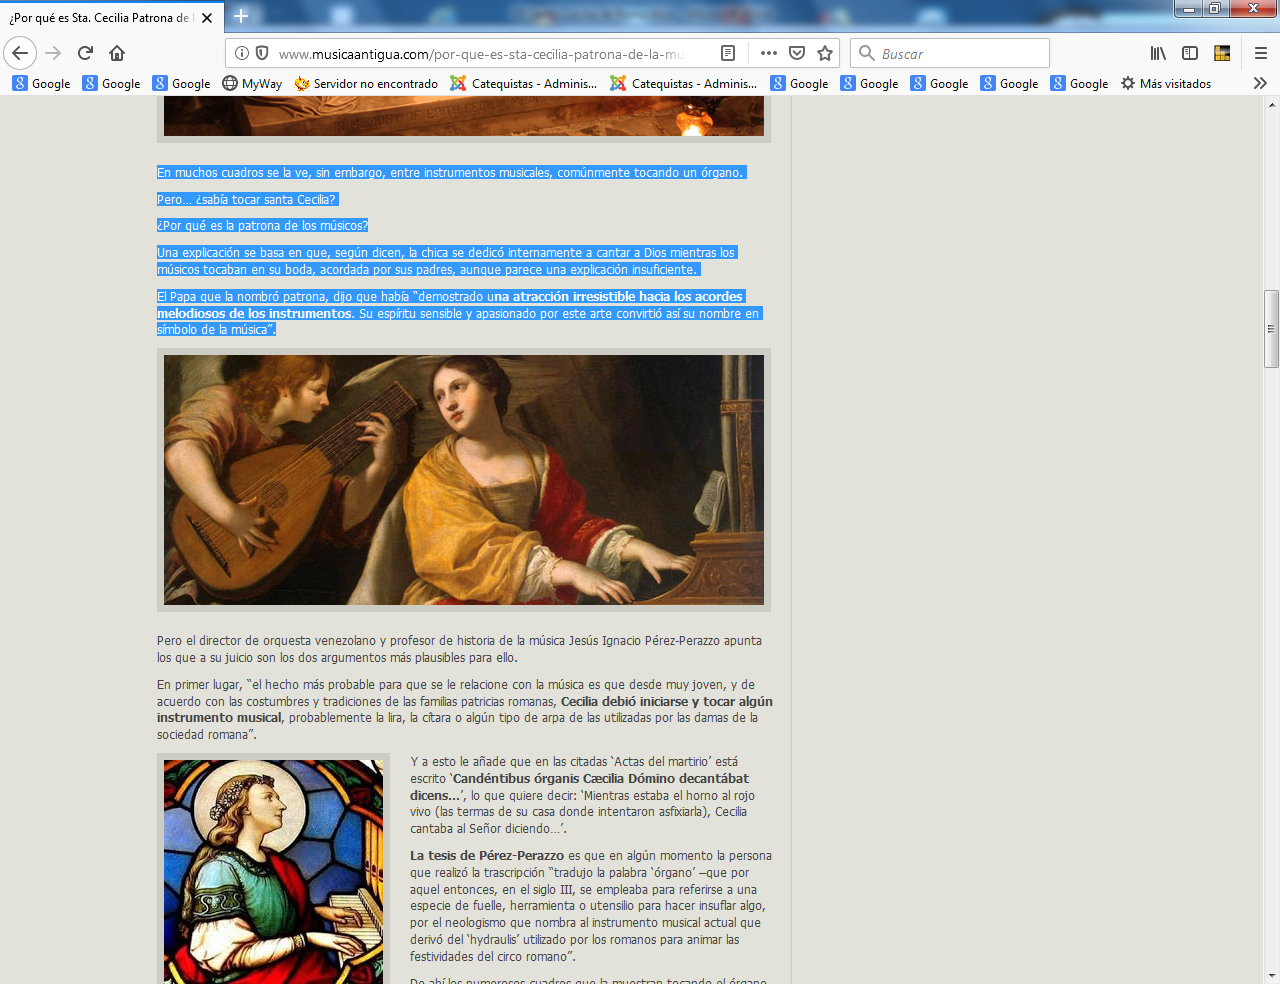 ¿Por qué es Sta. Cecilia Patrona de l
www.musicaantigua.com/por-que-es-sta-cecilia-patrona-de-la-mu
Buscar
Google
Google
Google
MyWay
Servidor no encontrado
Catequistas - Adminis...
Catequistas - Adminis...
Google
Google
Google
Google
Google
Más visitados
En muchos cuadros se la ve, sin embargo, entre instrumentos musicales, comúnmente tocando un órgano.
Pero... ¿sabía tocar santa Cecilia?
¿Por qué es la patrona de los músicos?
Una explicación se basa en que, según dicen, la chica se dedicó internamente a cantar a Dios mientras los
músicos tocaban en su boda, acordada por sus padres, aunque parece una explicación insuficiente.
El Papa que la nombró patrona, dijo que había “demostrado una atracción irresistible hacia los acordes
melodiosos de los instrumentos. Su espíritu sensible y apasionado por este arte convirtió así su nombre en
símbolo de la música”.
Pero el director de orquesta venezolano y profesor de historia de la música Jesús Ignacio Pérez-Perazzo apunta
los que a su juicio son los dos argumentos más plausibles para ello.
En primer lugar, “el hecho más probable para que se le relacione con la música es que desde muy joven, y de
acuerdo con las costumbres y tradiciones de las familias patricias romanas, Cecilia debió iniciarse y tocar algún
instrumento musical, probablemente la lira, la cítara o algún tipo de arpa de las utilizadas por las damas de la
sociedad romana”.
Y a esto le añade que en las citadas ‘Actas del martirio’ está
escrito ‘Candéntibus órganis Cæcilia Dómino decantábat
dicens...’, lo que quiere decir: ‘Mientras estaba el horno al rojo
vivo (las termas de su casa donde intentaron asfixiarla), Cecilia
cantaba al Señor diciendo...’.
La tesis de Pérez-Perazzo es que en algún momento la persona
que realizó la trascripción “tradujo la palabra ‘órgano’ –que por
aquel entonces, en el siglo III, se empleaba para referirse a una
especie de fuelle, herramienta o utensilio para hacer insuflar algo,
por el neologismo que nombra al instrumento musical actual que
derivó del ‘hydraulis’ utilizado por los romanos para animar las
festividades del circo romano”.
De ahí los numerosos cuadros que la muestran tocando el órgano